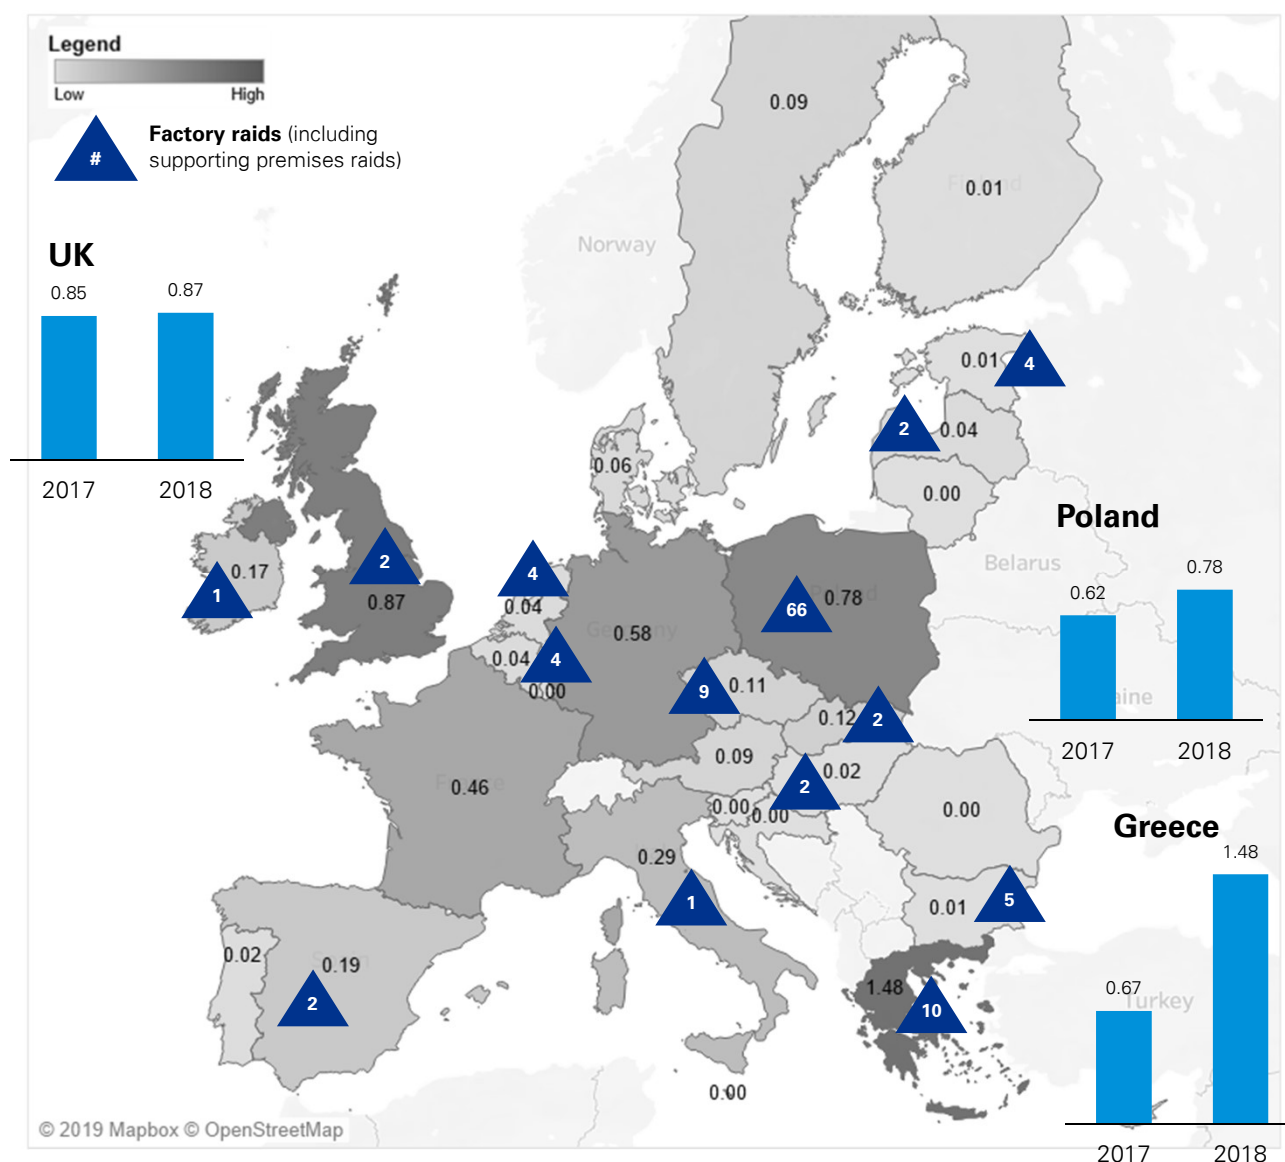 Legend
Low High
#
Factory raids (including
supporting premises raids)
0.09
Finland
0.01
Norway
UK
0.85 0.87
2017 2018
0.01 4
2 0.04
0.06
0.00
Poland
0.78
0.62
2017 2018
Belarus
2
0.17
1
0.87
4
0.04
66 0.78
Germany
0.58
0.04 4
0.00
9 0.11
0.12 2
aine
0.09
2 0.02
France
0.46
0.00 0.00
0.00
Greece
1.48
0.67
2017 2018
0.29
1
0.01 5
0.02
0.19
2
1.48
10
Turkey
0.00
© 2019 Mapbox © OpenStreetMap